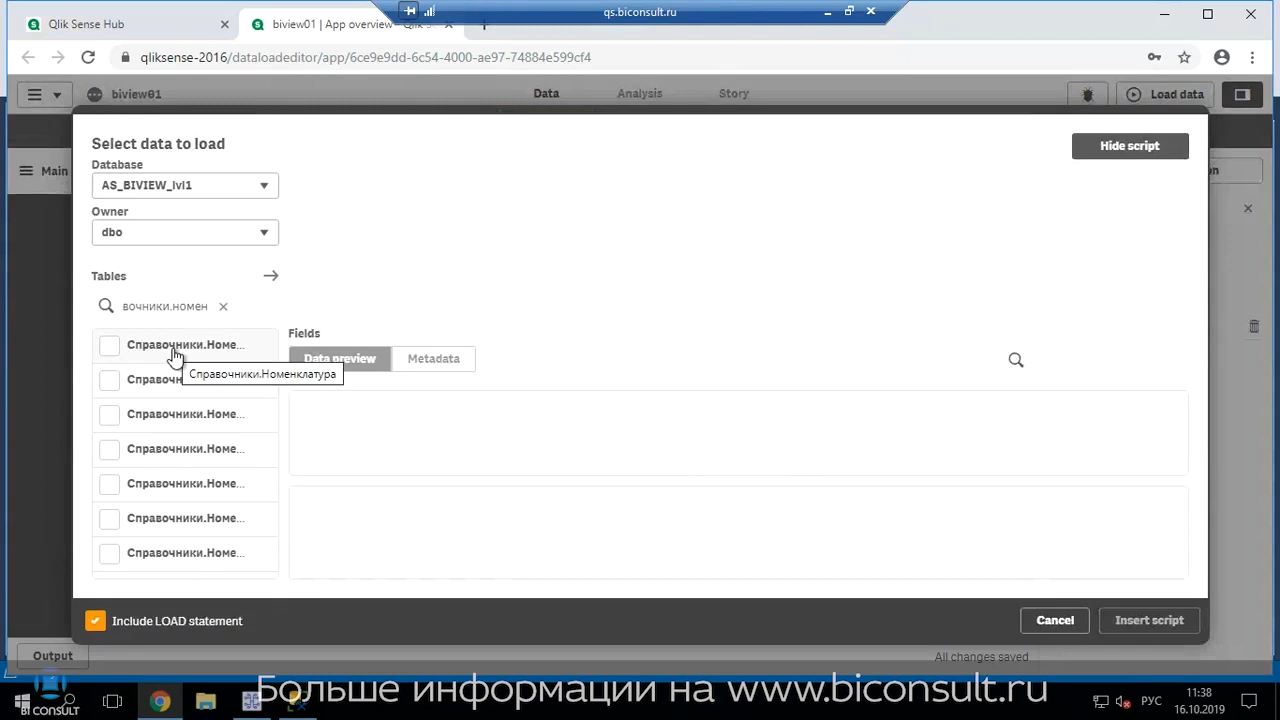 qs.biconsult.ru
Qlik Sense Hub
biview01 | App overview - Qlik S
qliksense-2016/dataloadeditor/app/6ce9e9dd-6c54-4000-ae97-74884e599cf4
biview01
Data
Analysis
Story
Load data
Select data to load
Hide script
Database
Main
AS_BIVIEW_lvl1
Owner
dbo
Tables
вочники.номен
Fields
Справочники.Номе...
Data preview
Metadata
Справочники.Номенклатура
Справочн
Справочники.Номе...
Справочники.Номе...
Справочники.Номе...
Справочники.Номе...
Справочники.Номе...
Include LOAD statement
Cancel
Insert script
Output
All changes saved
Больше информации на www.biconsult.ru
BI CONSULT
РУС
11:38
16.10.2019